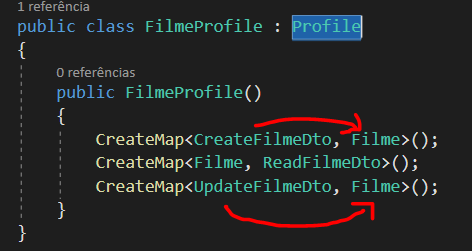 1 referência
public class FilmeProfile : Profile
{
0 referências
public FilmeProfile()
{
CreateMap<CreateFilmeDto, Filme>();
CreateMap<Filme, ReadFilmeDto>();
CreateMap<UpdateFilmeDto, Filme>();
}
}